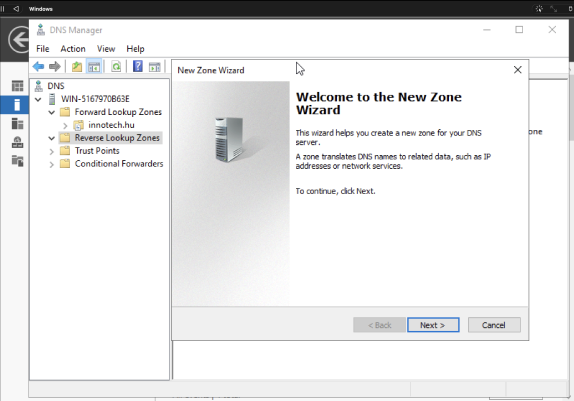 Windows
DNS Manager
File Action View Help
DNS
WIN-5167970B63E
Forward Lookup Zones
innotech.hu
Reverse Lookup Zones
Trust Points
Conditional Forwarders
New Zone Wizard
Welcome to the New Zone
Wizard
This wizard helps you create a new zone for your DNS
server.
A zone translates DNS names to related data, such as IP
addresses or network services.
To continue, click Next.
< Back Next > Cancel
one